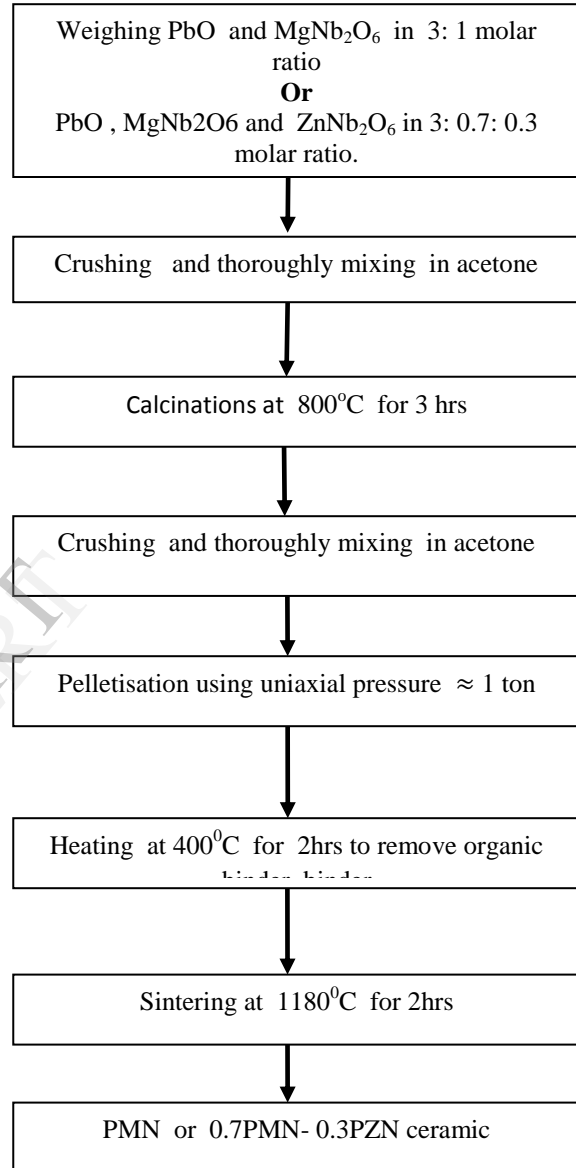 Weighing PbO and MgNb₂O₆ in 3: 1 molar
ratio
Or
PbO , MgNb2O6 and ZnNb₂O₆ in 3: 0.7: 0.3
molar ratio.
Crushing and thoroughly mixing in acetone
Calcinations at 800°C for 3 hrs
Crushing and thoroughly mixing in acetone
Pelletisation using uniaxial pressure ≈ 1 ton
Heating at 400⁰C for 2hrs to remove organic
Sintering at 1180⁰C for 2hrs
PMN or 0.7PMN- 0.3PZN ceramic